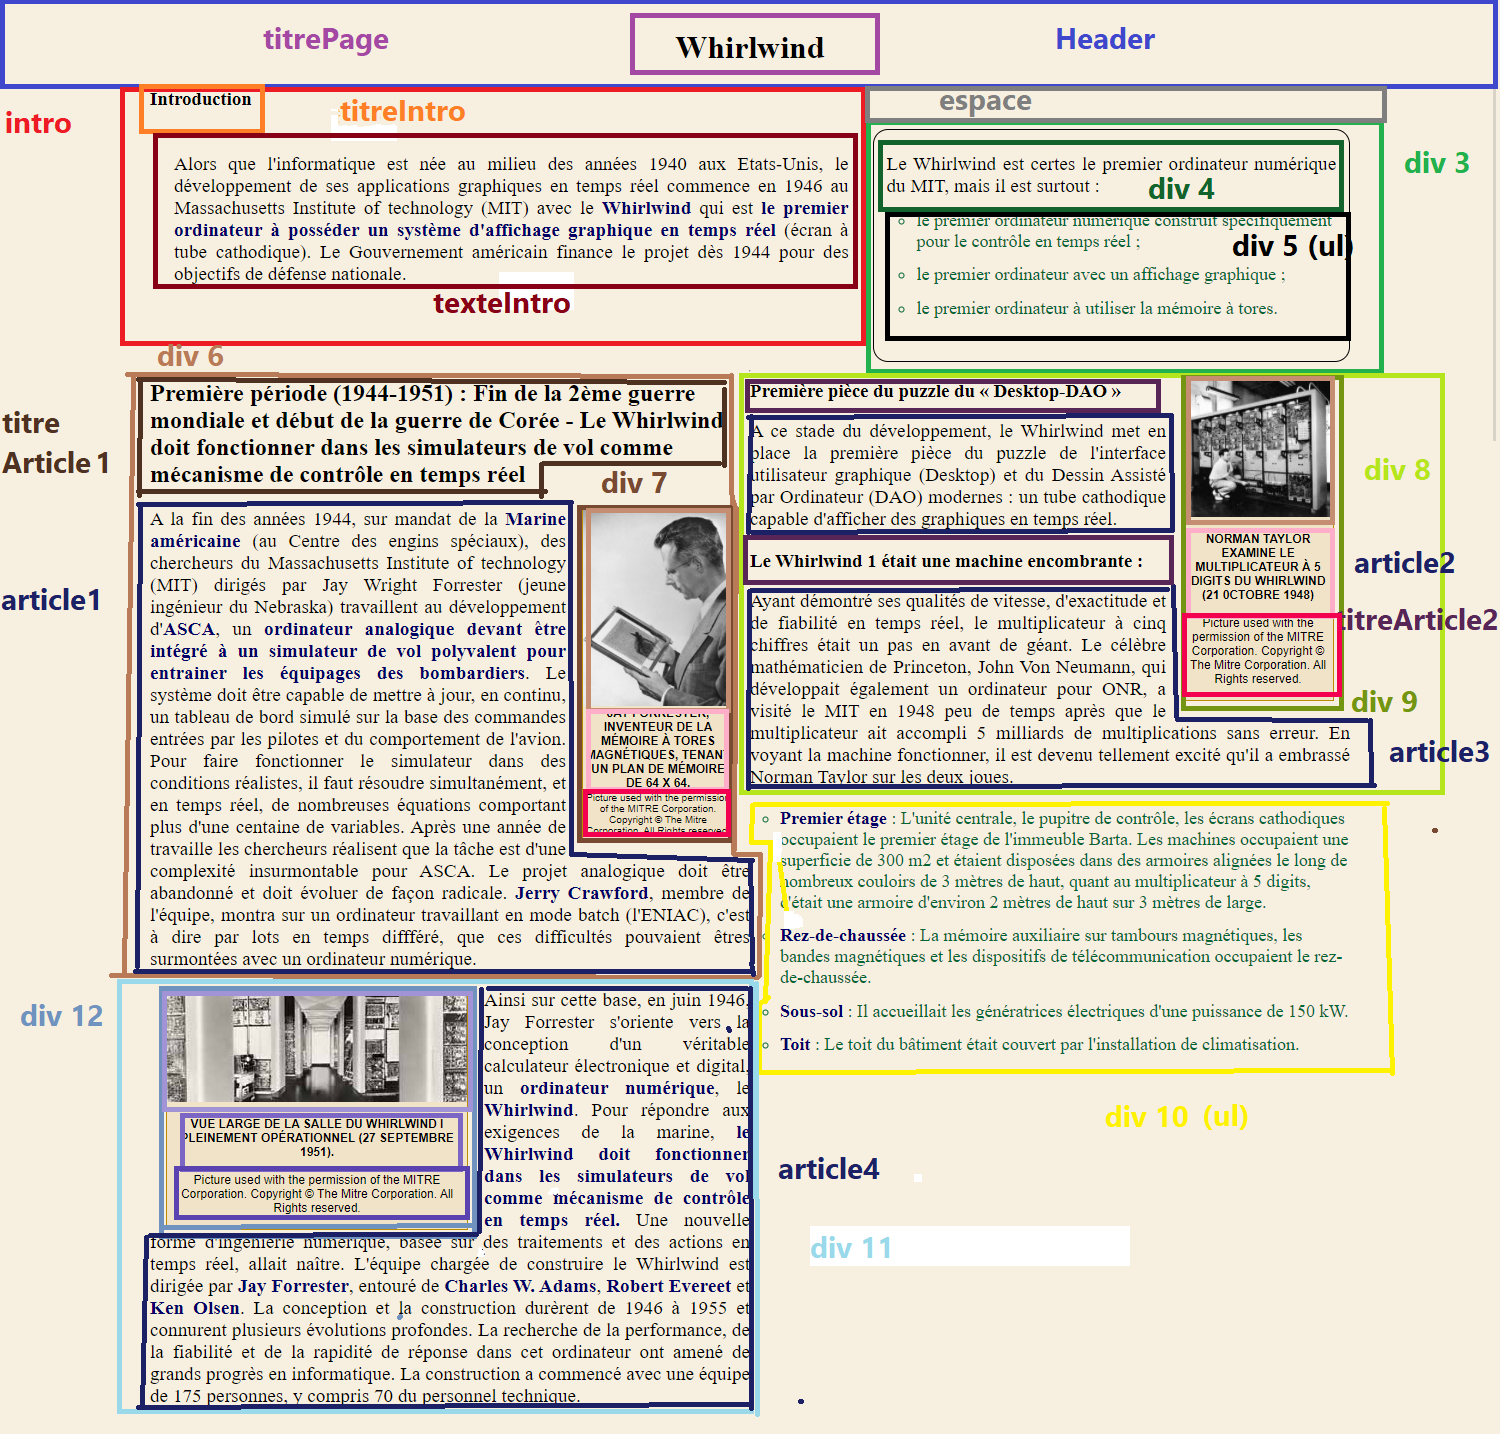 titrePage
Whirlwind
Header
intro
Introduction
titreIntro
Alors que l'informatique est née au milieu des années 1940 aux Etats-Unis, le
développement de ses applications graphiques en temps réel commence en 1946 au
Massachusetts Institute of technology (MIT) avec le Whirlwind qui est le premier
ordinateur à posséder un système d'affichage graphique en temps réel (écran à
tube cathodique). Le Gouvernement américain finance le projet dès 1944 pour des
objectifs de défense nationale.
texteIntro
espace
div 3
Le Whirlwind est certes le premier ordinateur numérique
du MIT, mais il est surtout :
div 4
le premier ordinateur numérique construit spécifiquement
pour le contrôle en temps réel ;
div 5 (ul)
le premier ordinateur avec un affichage graphique ;
le premier ordinateur à utiliser la mémoire à tores.
div 6
titre
Article 1
Première période (1944-1951) : Fin de la 2ème guerre
mondiale et début de la guerre de Corée - Le Whirlwind
doit fonctionner dans les simulateurs de vol comme
mécanisme de contrôle en temps réel
div 7
article1
A la fin des années 1944, sur mandat de la Marine
américaine (au Centre des engins spéciaux), des
chercheurs du Massachusetts Institute of technology
(MIT) dirigés par Jay Wright Forrester (jeune
ingénieur du Nebraska) travaillent au développement
d'ASCA, un ordinateur analogique devant être
intégré à un simulateur de vol polyvalent pour
entrainer les équipages des bombardiers. Le
système doit être capable de mettre à jour, en continu,
un tableau de bord simulé sur la base des commandes
entrées par les pilotes et du comportement de l'avion.
Pour faire fonctionner le simulateur dans des
conditions réalistes, il faut résoudre simultanément, et
en temps réel, de nombreuses équations comportant
plus d'une centaine de variables. Après une année de
travaille les chercheurs réalisent que la tâche est d'une
complexité insurmontable pour ASCA. Le projet analogique doit être
abandonné et doit évoluer de façon radicale. Jerry Crawford, membre de
l'équipe, montra sur un ordinateur travaillant en mode batch (l'ENIAC), c'est
à dire par lots en temps diffféré, que ces difficultés pouvaient êtres
surmontées avec un ordinateur numérique.
JAY FORRESTER,
INVENTEUR DE LA
MÉMOIRE À TORES
MAGNÉTIQUES, TENANT
UN PLAN DE MÉMOIRE
DE 64 X 64.
Picture used with the permission
of the MITRE Corporation.
Copyright © The Mitre
Corporation. All Rights reserved
Première pièce du puzzle du « Desktop-DAO »
A ce stade du développement, le Whirlwind met en
place la première pièce du puzzle de l'interface
utilisateur graphique (Desktop) et du Dessin Assisté
par Ordinateur (DAO) modernes : un tube cathodique
capable d'afficher des graphiques en temps réel.
Le Whirlwind 1 était une machine encombrante :
Ayant démontré ses qualités de vitesse, d'exactitude et
de fiabilité en temps réel, le multiplicateur à cinq
chiffres était un pas en avant de géant. Le célèbre
mathématicien de Princeton, John Von Neumann, qui
développait également un ordinateur pour ONR, a
visité le MIT en 1948 peu de temps après que le
multiplicateur ait accompli 5 milliards de multiplications sans erreur. En
voyant la machine fonctionner, il est devenu tellement excité qu'il a embrassé
Norman Taylor sur les deux joues.
NORMAN TAYLOR
EXAMINE LE
MULTIPLICATEUR À 5
DIGITS DU WHIRLWIND
(21 0CTOBRE 1948)
Picture used with the
permission of the MITRE
Corporation. Copyright ©
The Mitre Corporation. All
Rights reserved.
div 8
article2
titreArticle2
div 9
article3
Premier étage : L'unité centrale, le pupitre de contrôle, les écrans cathodiques
occupaient le premier étage de l'immeuble Barta. Les machines occupaient une
superficie de 300 m2 et étaient disposées dans des armoires alignées le long de
nombreux couloirs de 3 mètres de haut, quant au multiplicateur à 5 digits,
c'était une armoire d'environ 2 mètres de haut sur 3 mètres de large.
Rez-de-chaussée : La mémoire auxiliaire sur tambours magnétiques, les
bandes magnétiques et les dispositifs de télécommunication occupaient le rez-
de-chaussée.
Sous-sol : Il accueillait les génératrices électriques d'une puissance de 150 kW.
Toit : Le toit du bâtiment était couvert par l'installation de climatisation.
div 10 (ul)
div 12
VUE LARGE DE LA SALLE DU WHIRLWIND I
PLEINEMENT OPÉRATIONNEL (27 SEPTEMBRE
1951).
Picture used with the permission of the MITRE
Corporation. Copyright © The Mitre Corporation. All
Rights reserved.
Ainsi sur cette base, en juin 1946,
Jay Forrester s'oriente vers la
conception d'un véritable
calculateur électronique et digital,
un ordinateur numérique, le
Whirlwind. Pour répondre aux
exigences de la marine, le
Whirlwind doit fonctionner
dans les simulateurs de vol
comme mécanisme de contrôle
en temps réel. Une nouvelle
forme d'ingénierie numérique, basée sur des traitements et des actions en
temps réel, allait naître. L'équipe chargée de construire le Whirlwind est
dirigée par Jay Forrester, entouré de Charles W. Adams, Robert Evereet et
Ken Olsen. La conception et la construction durèrent de 1946 à 1955 et
connurent plusieurs évolutions profondes. La recherche de la performance, de
la fiabilité et de la rapidité de réponse dans cet ordinateur ont amené de
grands progrès en informatique. La construction a commencé avec une équipe
de 175 personnes, y compris 70 du personnel technique.
article4
div 11